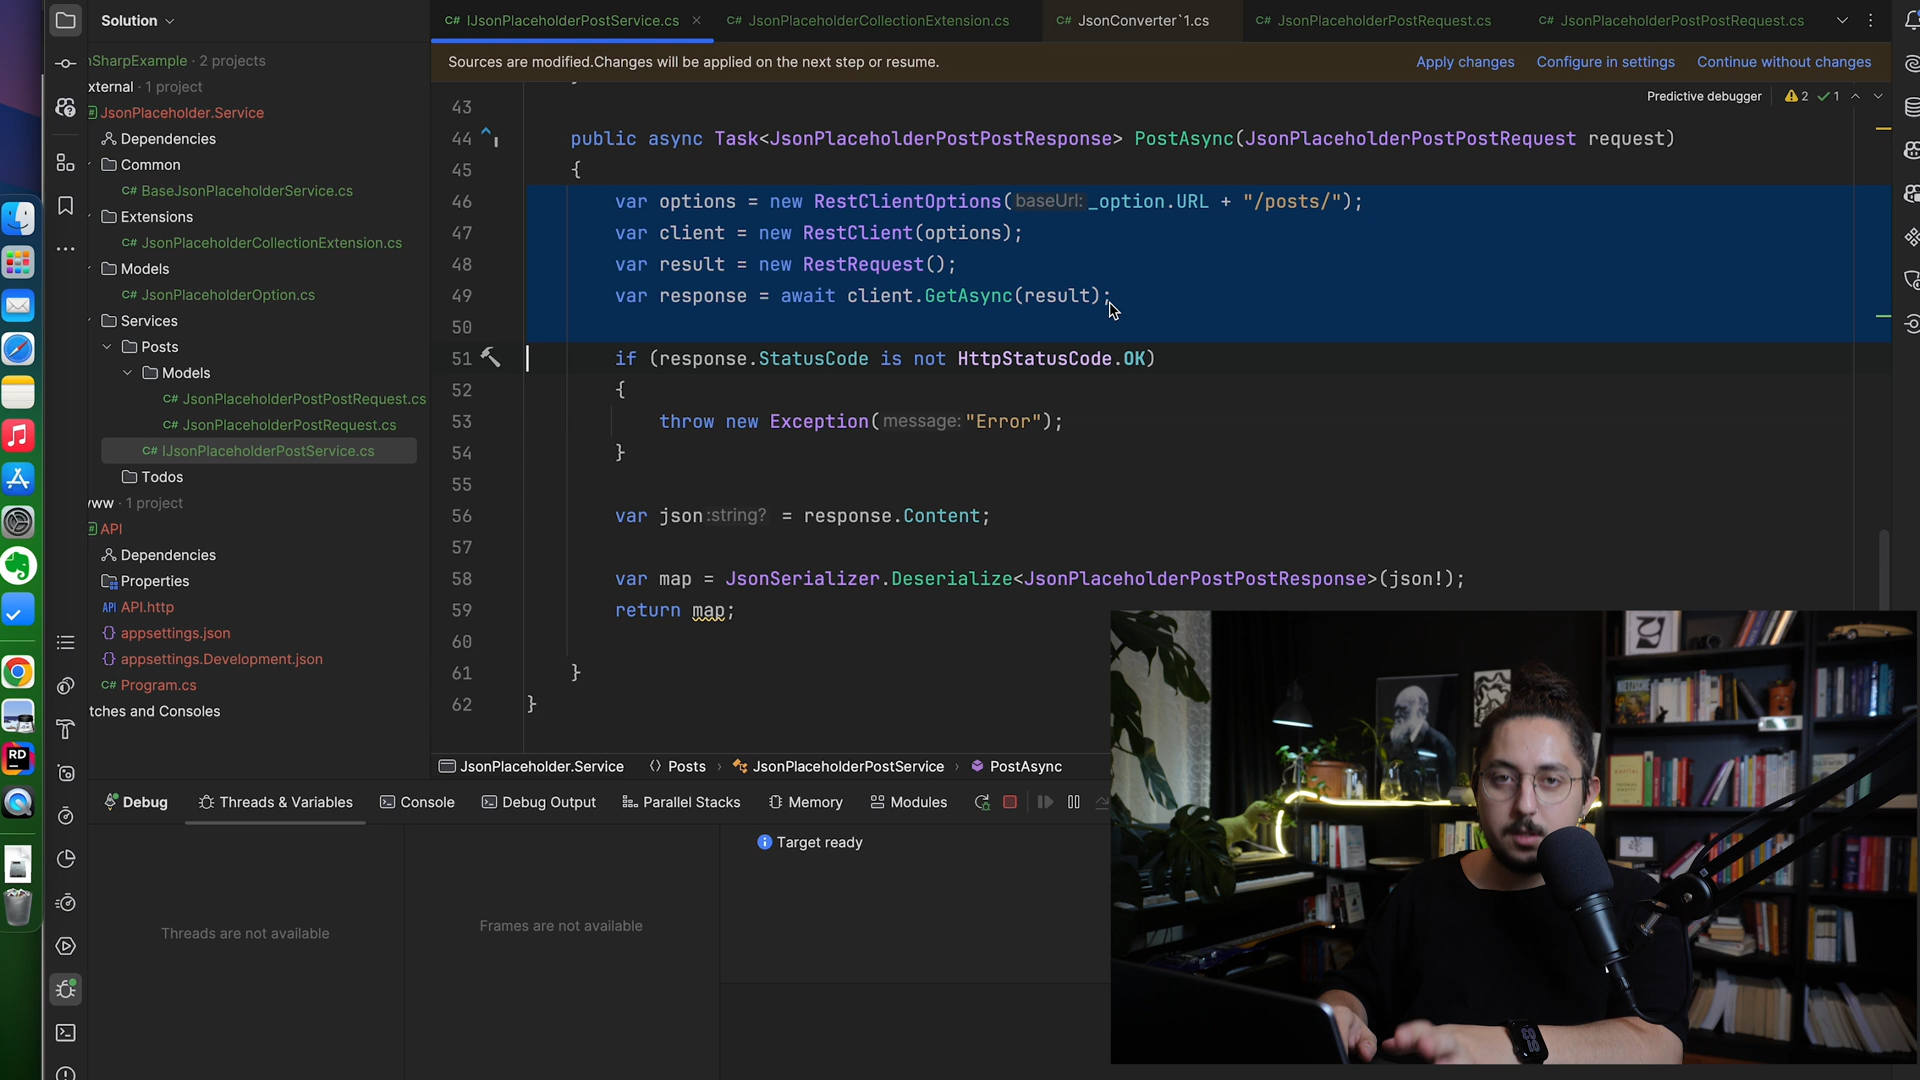 Solution
C# IJsonPlaceholderPostService.cs
C# JsonPlaceholderCollectionExtension.cs
C# JsonConverter`1.cs
C# JsonPlaceholderPostRequest.cs
C# JsonPlaceholderPostPostRequest.cs
Sources are modified.Changes will be applied on the next step or resume.
Apply changes
Configure in settings
Continue without changes
Predictive debugger
2
1
nSharpExample · 2 projects
xternal · 1 project
JsonPlaceholder.Service
Dependencies
Common
C# BaseJsonPlaceholderService.cs
Extensions
C# JsonPlaceholderCollectionExtension.cs
Models
C# JsonPlaceholderOption.cs
Services
Posts
Models
C# JsonPlaceholderPostPostRequest.cs
C# JsonPlaceholderPostRequest.cs
C# IJsonPlaceholderPostService.cs
Todos
www · 1 project
API
Dependencies
Properties
API API.http
{} appsettings.json
{} appsettings.Development.json
C# Program.cs
tches and Consoles
43
44 public async Task<JsonPlaceholderPostPostResponse> PostAsync(JsonPlaceholderPostPostRequest request)
45 {
46 var options = new RestClientOptions(baseUrl:_option.URL + "/posts/");
47 var client = new RestClient(options);
48 var result = new RestRequest();
49 var response = await client.GetAsync(result);
50
51 if (response.StatusCode is not HttpStatusCode.OK)
52 {
53 throw new Exception(message:"Error");
54 }
55
56 var json:string? = response.Content;
57
58 var map = JsonSerializer.Deserialize<JsonPlaceholderPostPostResponse>(json!);
59 return map;
60
61 }
62 }
JsonPlaceholder.Service
Posts
JsonPlaceholderPostService
PostAsync
Debug
Threads & Variables
Console
Debug Output
Parallel Stacks
Memory
Modules
Target ready
Threads are not available
Frames are not available
RD